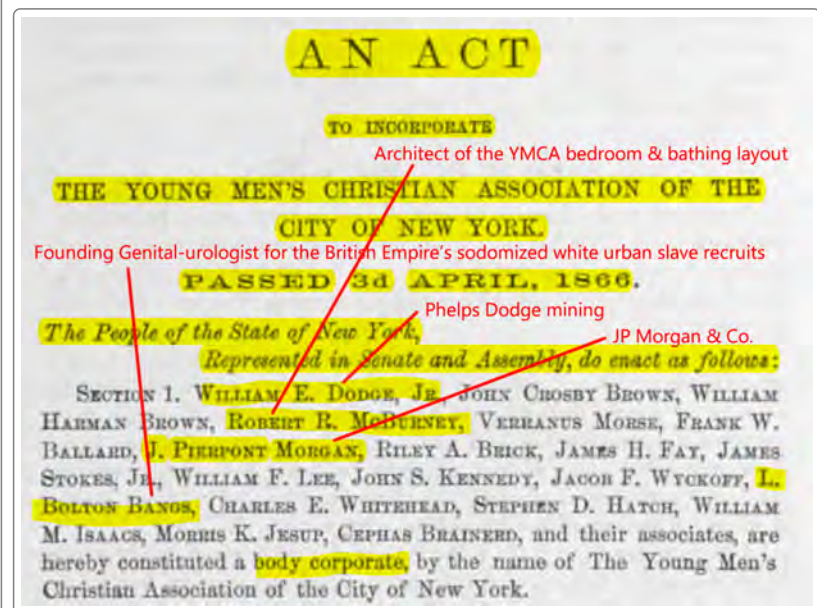 AN ACT
TO INCORPORATE
Architect of the YMCA bedroom & bathing layout
THE YOUNG MEN'S CHRISTIAN ASSOCIATION OF THE
CITY OF NEW YORK.
Founding Genital-urologist for the British Empire's sodomized white urban slave recruits
PASSED 3d APRIL, 1866.
Phelps Dodge mining
The People of the State of New York,
JP Morgan & Co.
Represented in Senate and Assembly, do enact as follows:
SECTION 1. WILLIAM E. DODGE, JR., JOHN CROSBY BROWN, WILLIAM
HARMAN BROWN, ROBERT R. MCBURNEY, VERRANUS MORSE, FRANK W.
BALLARD, J. PIERPONT MORGAN, RILEY A. BRICK, JAMES H. FAY, JAMES
STOKES, JR., WILLIAM F. LEE, JOHN S. KENNEDY, JACOB F. WYCKOFF, L.
BOLTON BANGS, CHARLES E. WHITEHEAD, STEPHEN D. HATCH, WILLIAM
M. ISAACS, MORRIS K. JESUP, CEPHAS BRAINERD, and their associates, are
hereby constituted a body corporate, by the name of The Young Men's
Christian Association of the City of New York.